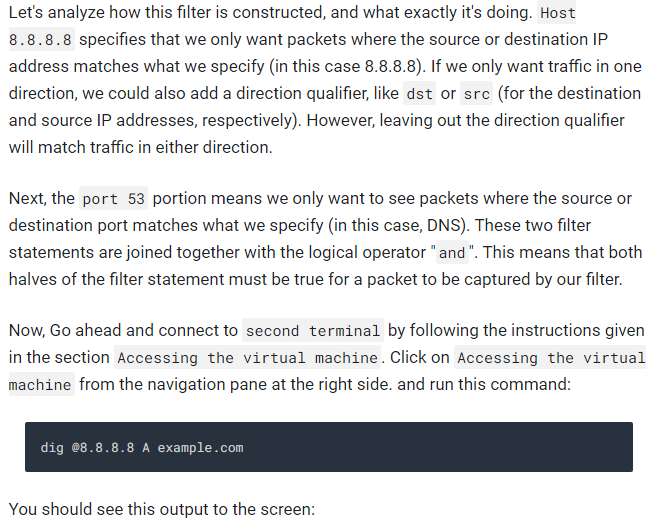 Let's analyze how this filter is constructed, and what exactly it's doing. Host
8.8.8.8 specifies that we only want packets where the source or destination IP
address matches what we specify (in this case 8.8.8.8). If we only want traffic in one
direction, we could also add a direction qualifier, like dst or src (for the destination
and source IP addresses, respectively). However, leaving out the direction qualifier
will match traffic in either direction.
Next, the port 53 portion means we only want to see packets where the source or
destination port matches what we specify (in this case, DNS). These two filter
statements are joined together with the logical operator "and". This means that both
halves of the filter statement must be true for a packet to be captured by our filter.
Now, Go ahead and connect to second terminal by following the instructions given
in the section Accessing the virtual machine. Click on Accessing the virtual
machine from the navigation pane at the right side. and run this command:
dig @8.8.8.8 A example.com
You should see this output to the screen: